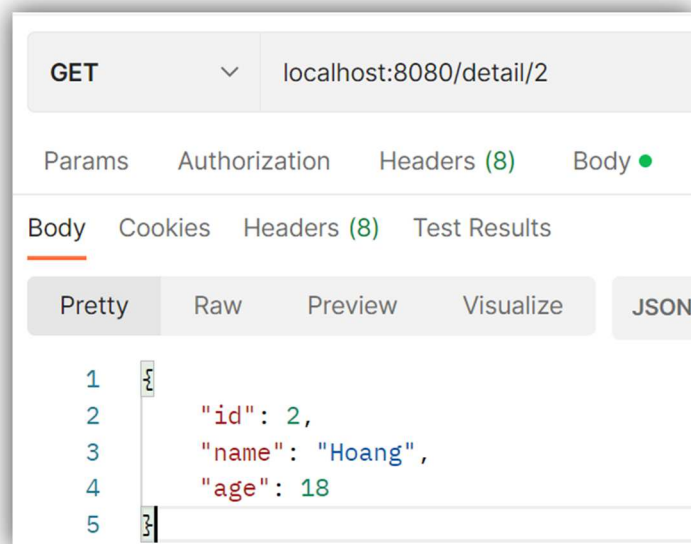 GET localhost:8080/detail/2
Params Authorization Headers (8) Body
Body Cookies Headers (8) Test Results
Pretty Raw Preview Visualize JSON
1 {
2 "id": 2,
3 "name": "Hoang",
4 "age": 18
5 }